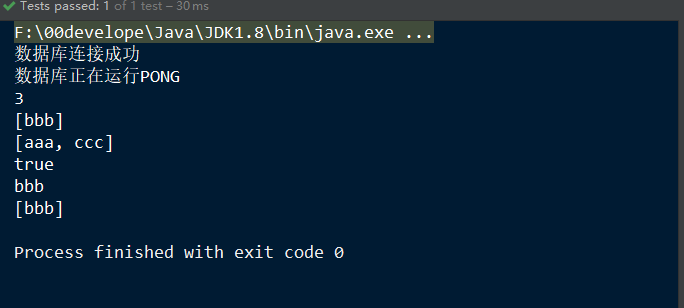 Tests passed: 1 of 1 test – 30 ms
F:\00develope\Java\JDK1.8\bin\java.exe ...
数据库连接成功
数据库正在运行PONG
3
[bbb]
[aaa, ccc]
true
bbb
[bbb]
Process finished with exit code 0